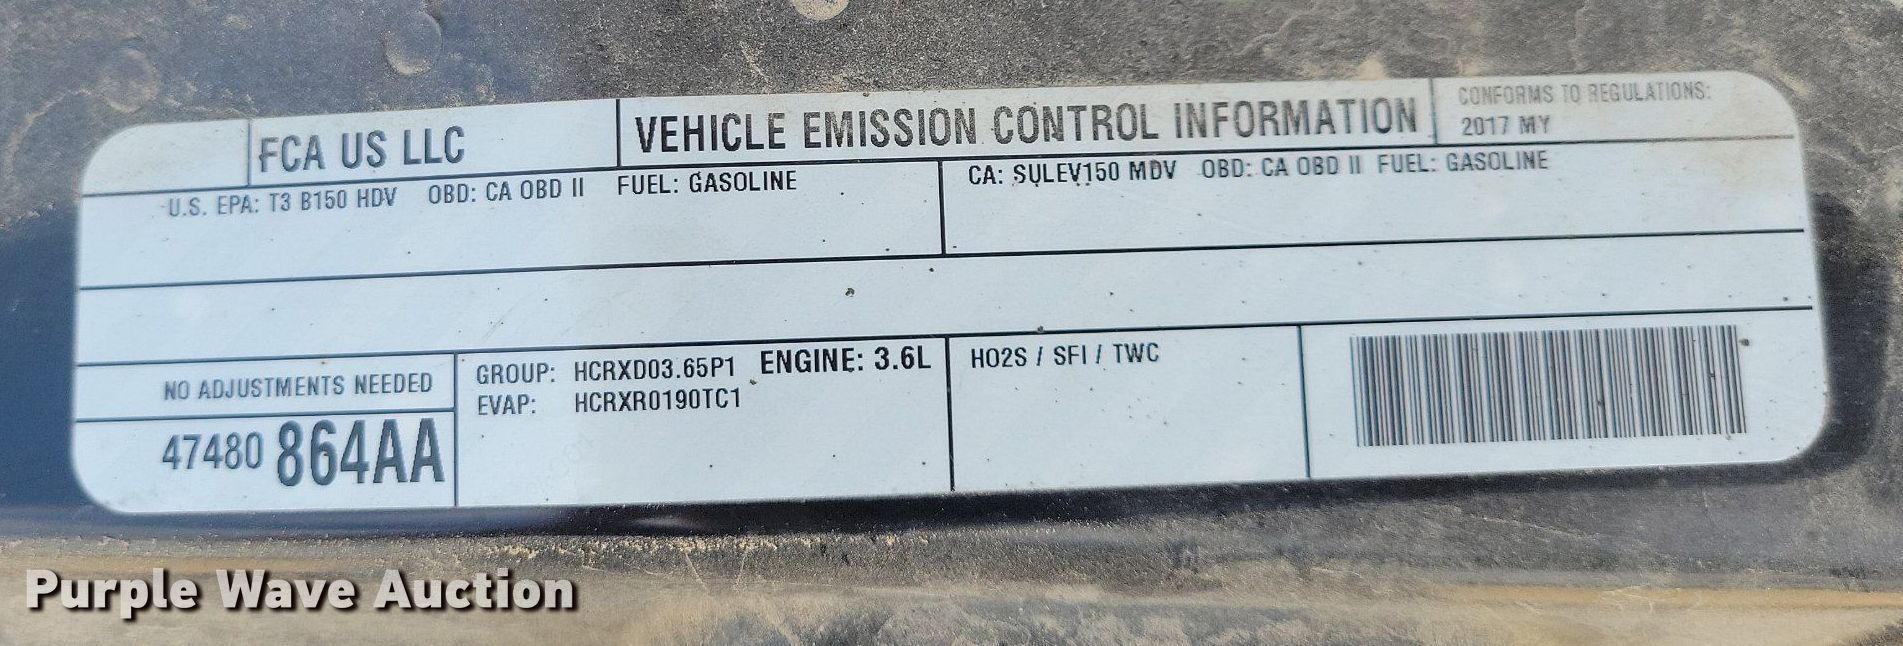 FCA US LLC
VEHICLE EMISSION CONTROL INFORMATION
CONFORMS TO REGULATIONS:
2017 MY
U.S. EPA: T3 B150 HDV OBD: CA OBD II FUEL: GASOLINE
CA: SULEV150 MDV OBD: CA OBD II FUEL: GASOLINE
NO ADJUSTMENTS NEEDED
47480 864AA
GROUP: HCRXD03.65P1 ENGINE: 3.6L
EVAP: HCRXR0190TC1
HO2S / SFI / TWC
Purple Wave Auction